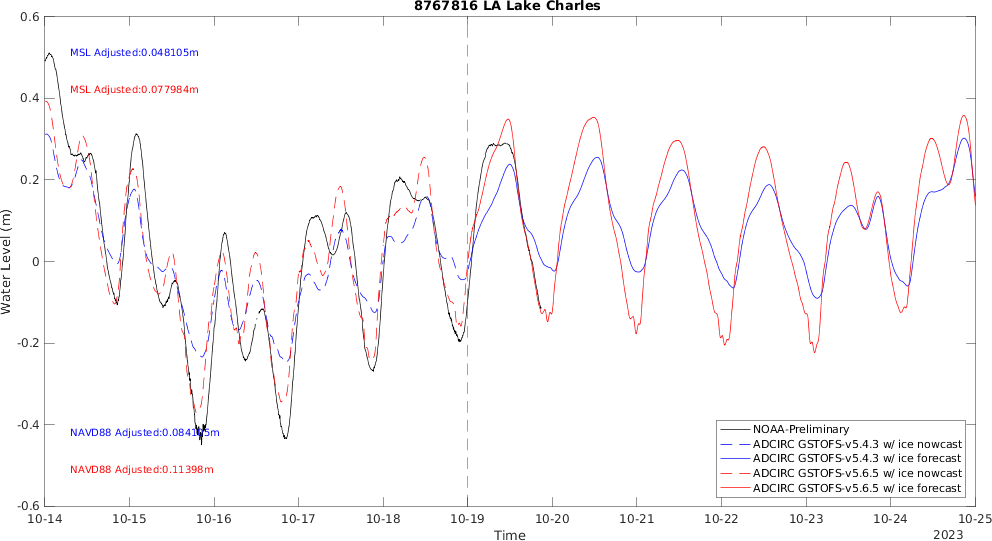 8767816 LA Lake Charles
Water Level (m)
0.6
0.4
0.2
0
-0.2
-0.4
-0.6
MSL Adjusted:0.048105m
MSL Adjusted:0.077984m
NAVD88 Adjusted:
NAVD88 Adjusted:0.11398m
NOAA-Preliminary
ADCIRC GSTOFS-v5.4.3 w/ ice nowcast
ADCIRC GSTOFS-v5.4.3 w/ ice forecast
ADCIRC GSTOFS-v5.6.5 w/ ice nowcast
ADCIRC GSTOFS-v5.6.5 w/ ice forecast
10-14 10-15 10-16 10-17 10-18 10-19 10-20 10-21 10-22 10-23 10-24 10-25
Time
2023